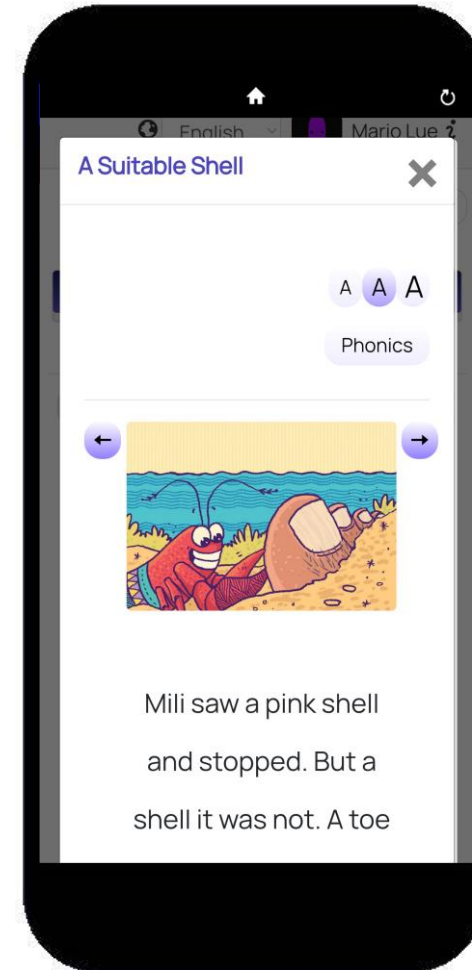 English
Mario Lue
A Suitable Shell
A A A
Phonics
Mili saw a pink shell
and stopped. But a
shell it was not. A toe